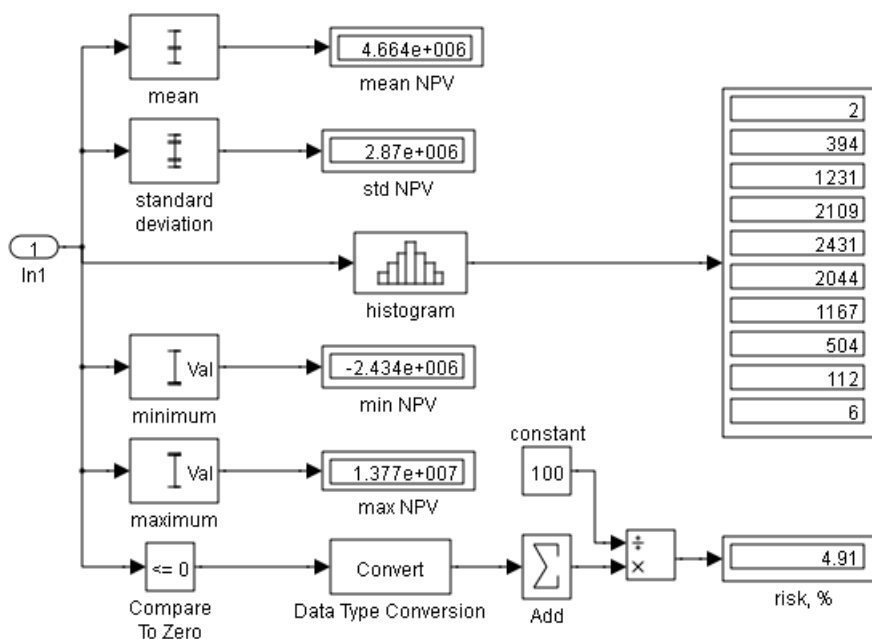 4.664e+006
mean
mean NPV
2
394
2.87e+006
1231
standard
deviation
std NPV
2109
2431
1
In1
2044
histogram
1167
504
Val
-2.434e+006
112
minimum
min NPV
6
constant
Val
1.377e+007
100
maximum
max NPV
÷
×
<= 0
Convert
Σ
4.91
Compare
To Zero
Data Type Conversion
Add
risk, %